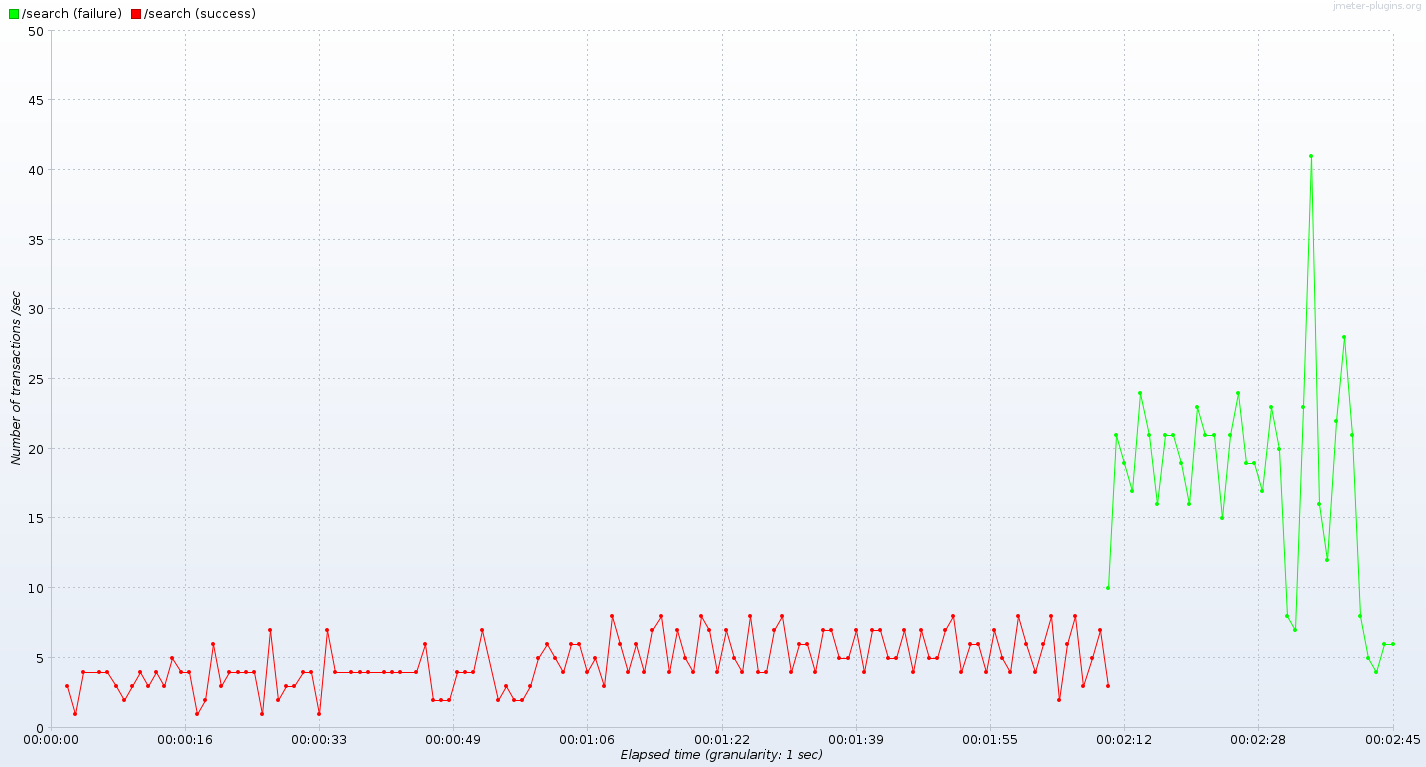 /search (failure) /search (success)
jmeter-plugins.org
50
45
40
35
30
25
20
15
10
5
0
Number of transactions /sec
00:00:00 00:00:16 00:00:33 00:00:49 00:01:06 00:01:22 00:01:39 00:01:55 00:02:12 00:02:28 00:02:45
Elapsed time (granularity: 1 sec)